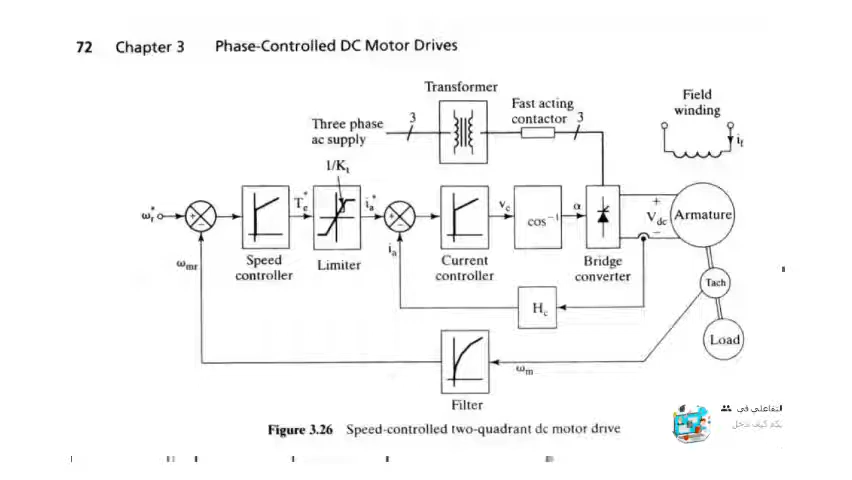 72 Chapter 3 Phase-Controlled DC Motor Drives
Transformer
Fast acting
contactor 3
Field
winding
Three phase
ac supply
3
i_f
1/K_t
ω_r*
T_e*
i_a*
v_c
cos⁻¹
α
+
V_dc
−
Armature
ω_mr
Speed
controller
Limiter
i_a
Current
controller
Bridge
converter
Tach
H_c
Load
ω_m
Filter
Figure 3.26 Speed-controlled two-quadrant dc motor drive